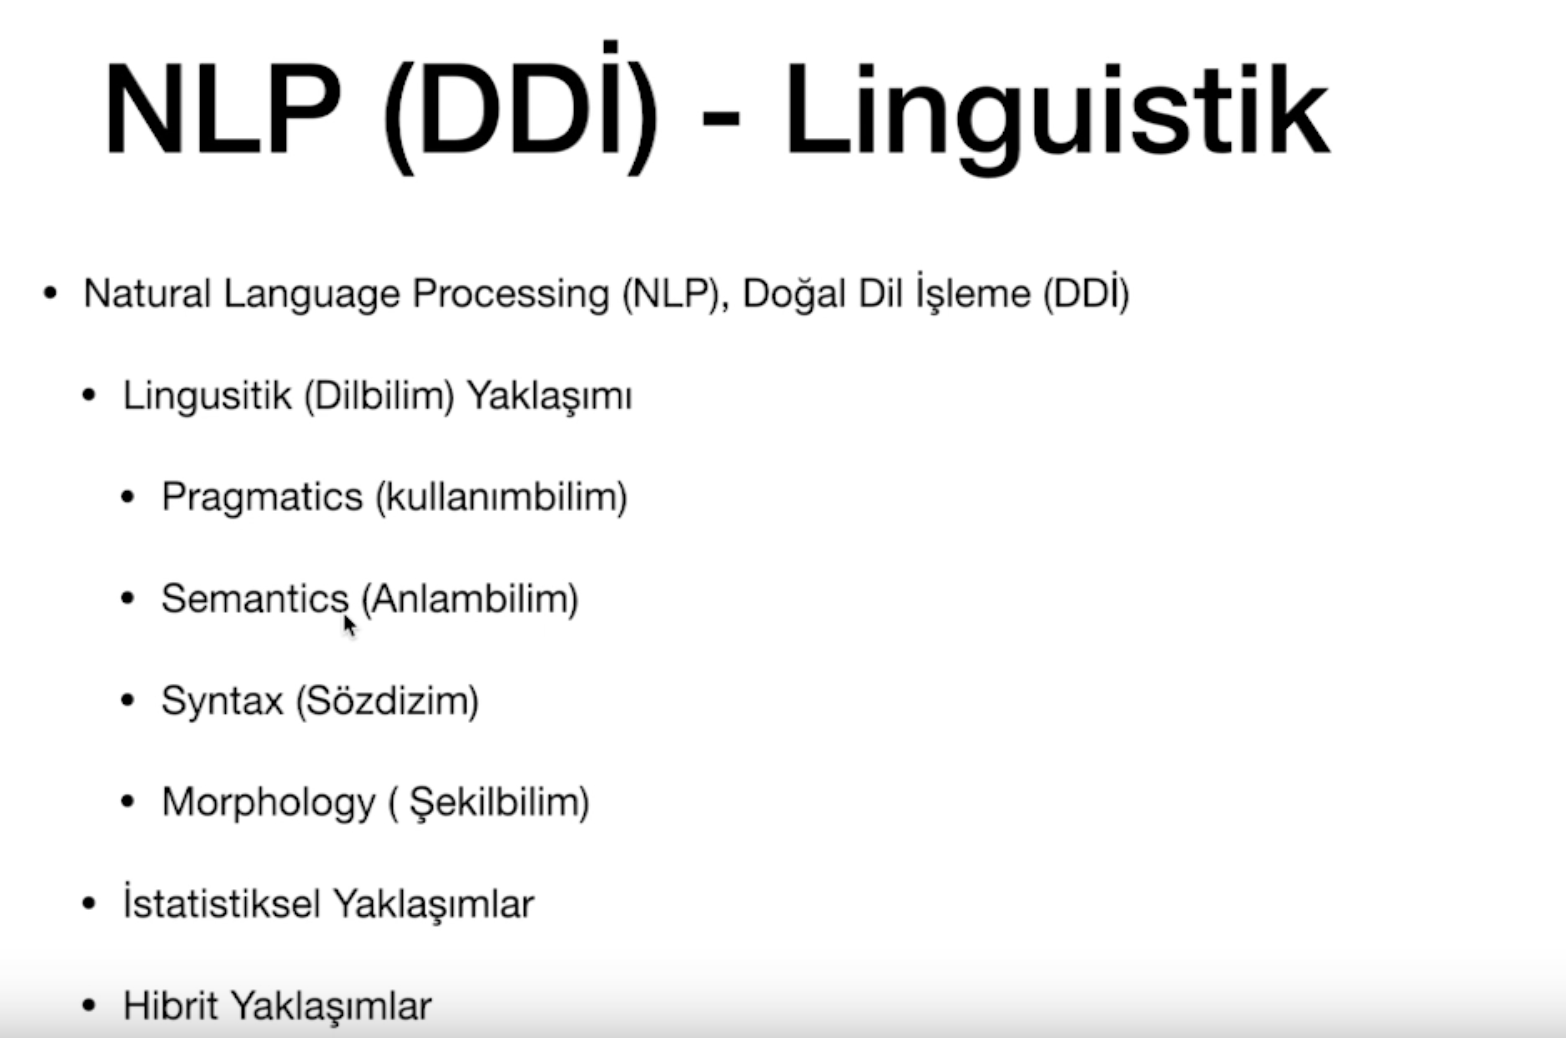 NLP (DDİ) - Linguistik
• Natural Language Processing (NLP), Doğal Dil İşleme (DDİ)
• Lingusitik (Dilbilim) Yaklaşımı
• Pragmatics (kullanımbilim)
• Semantics (Anlambilim)
• Syntax (Sözdizim)
• Morphology ( Şekilbilim)
• İstatistiksel Yaklaşımlar
• Hibrit Yaklaşımlar